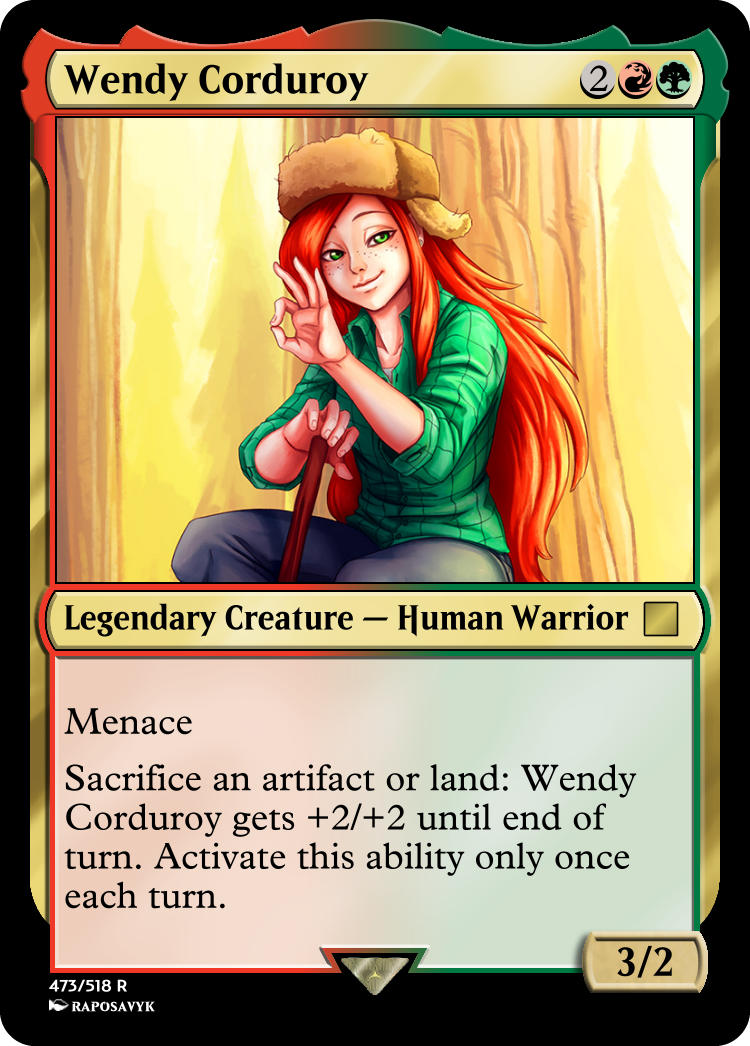 Wendy Corduroy 2
Legendary Creature — Human Warrior
Menace
Sacrifice an artifact or land: Wendy
Corduroy gets +2/+2 until end of
turn. Activate this ability only once
each turn.
3/2
473/518 R
RAPOSAVYK